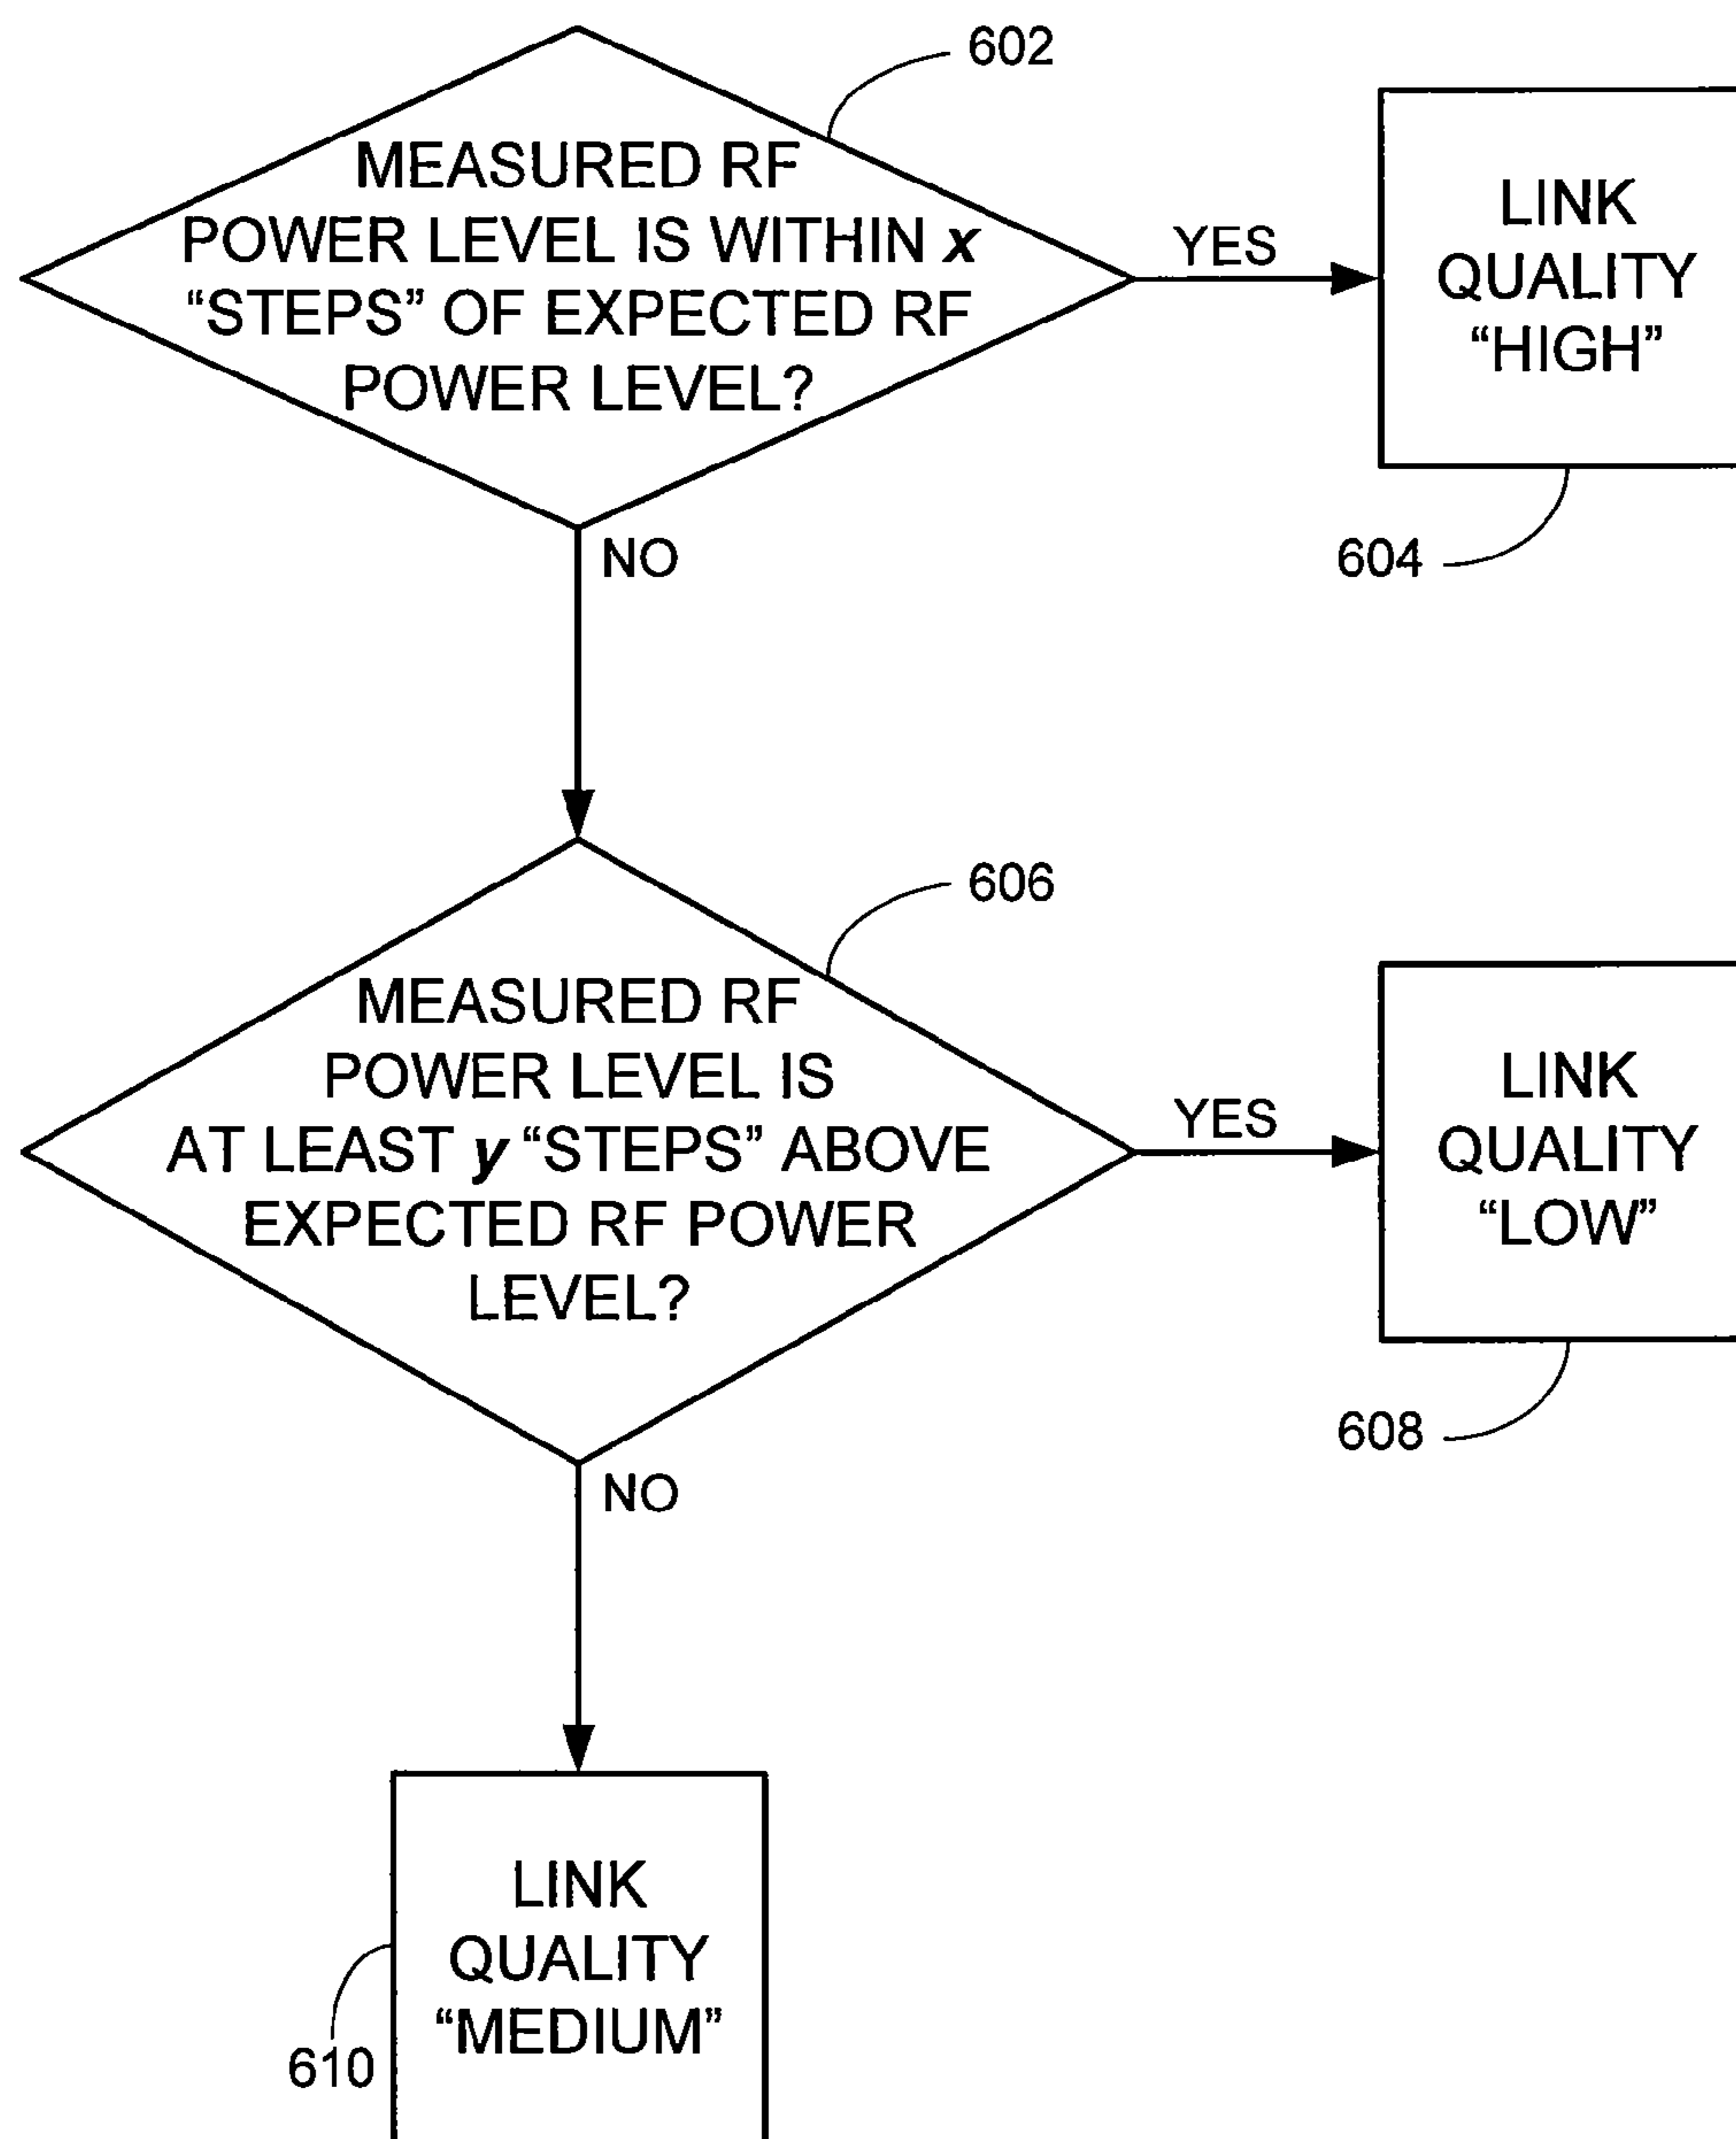 602
MEASURED RF
POWER LEVEL IS WITHIN x
“STEPS” OF EXPECTED RF
POWER LEVEL?
YES
LINK
QUALITY
“HIGH”
604
NO
606
MEASURED RF
POWER LEVEL IS
AT LEAST y “STEPS” ABOVE
EXPECTED RF POWER
LEVEL?
YES
LINK
QUALITY
“LOW”
608
NO
LINK
QUALITY
“MEDIUM”
610